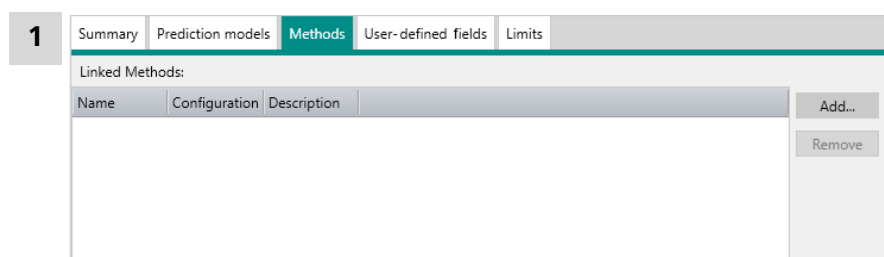 1
Summary Prediction models Methods User-defined fields Limits
Linked Methods:
Name Configuration Description
Add...
Remove